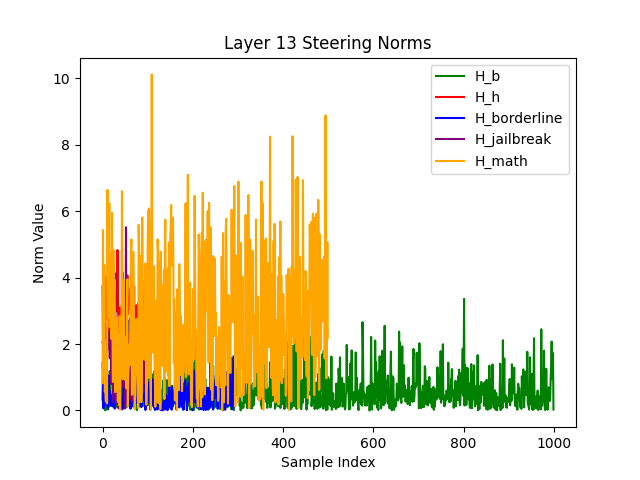 Layer 13 Steering Norms
H_b
H_h
H_borderline
H_jailbreak
H_math
Norm Value
10
8
6
4
2
0
0 200 400 600 800 1000
Sample Index